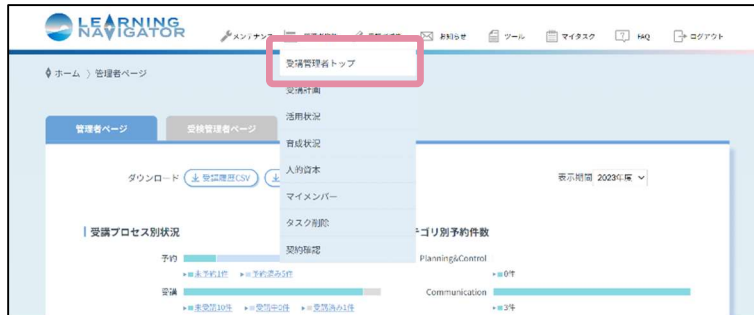 LEARNING
NAVIGATOR
メンテナンス
お知らせ
ツール
マイタスク
FAQ
ログアウト
ホーム 〉管理者ページ
受講管理者トップ
受講計画
活用状況
育成状況
人的資本
マイメンバー
タスク削除
契約確認
管理者ページ
受検管理者ページ
ダウンロード
受講履歴CSV
表示期間 2023年度
受講プロセス別状況
予約
未予約1件 予約済み5件
受講
未受講10件 受講中0件 受講済み1件
テゴリ別予約件数
Planning&Control
0件
Communication
3件